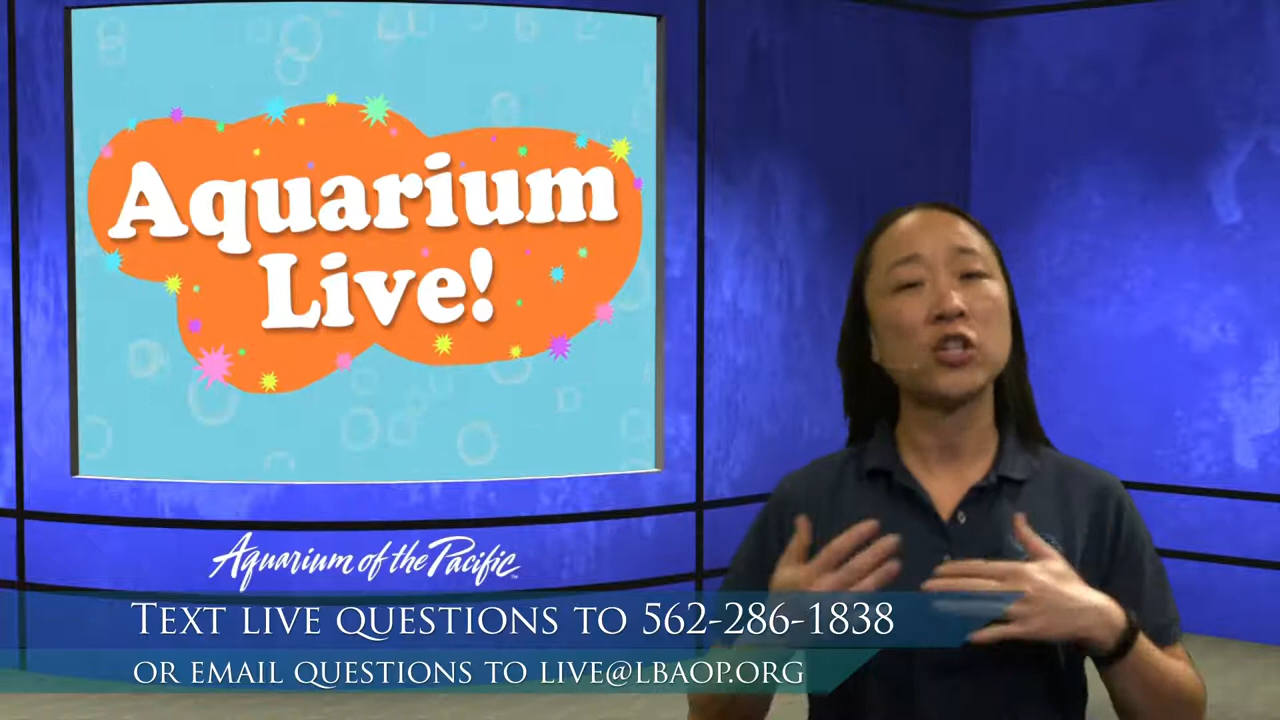 Aquarium
Live!
Aquarium of the Pacific™
TEXT LIVE QUESTIONS TO 562-286-1838
OR EMAIL QUESTIONS TO LIVE@LBAOP.ORG